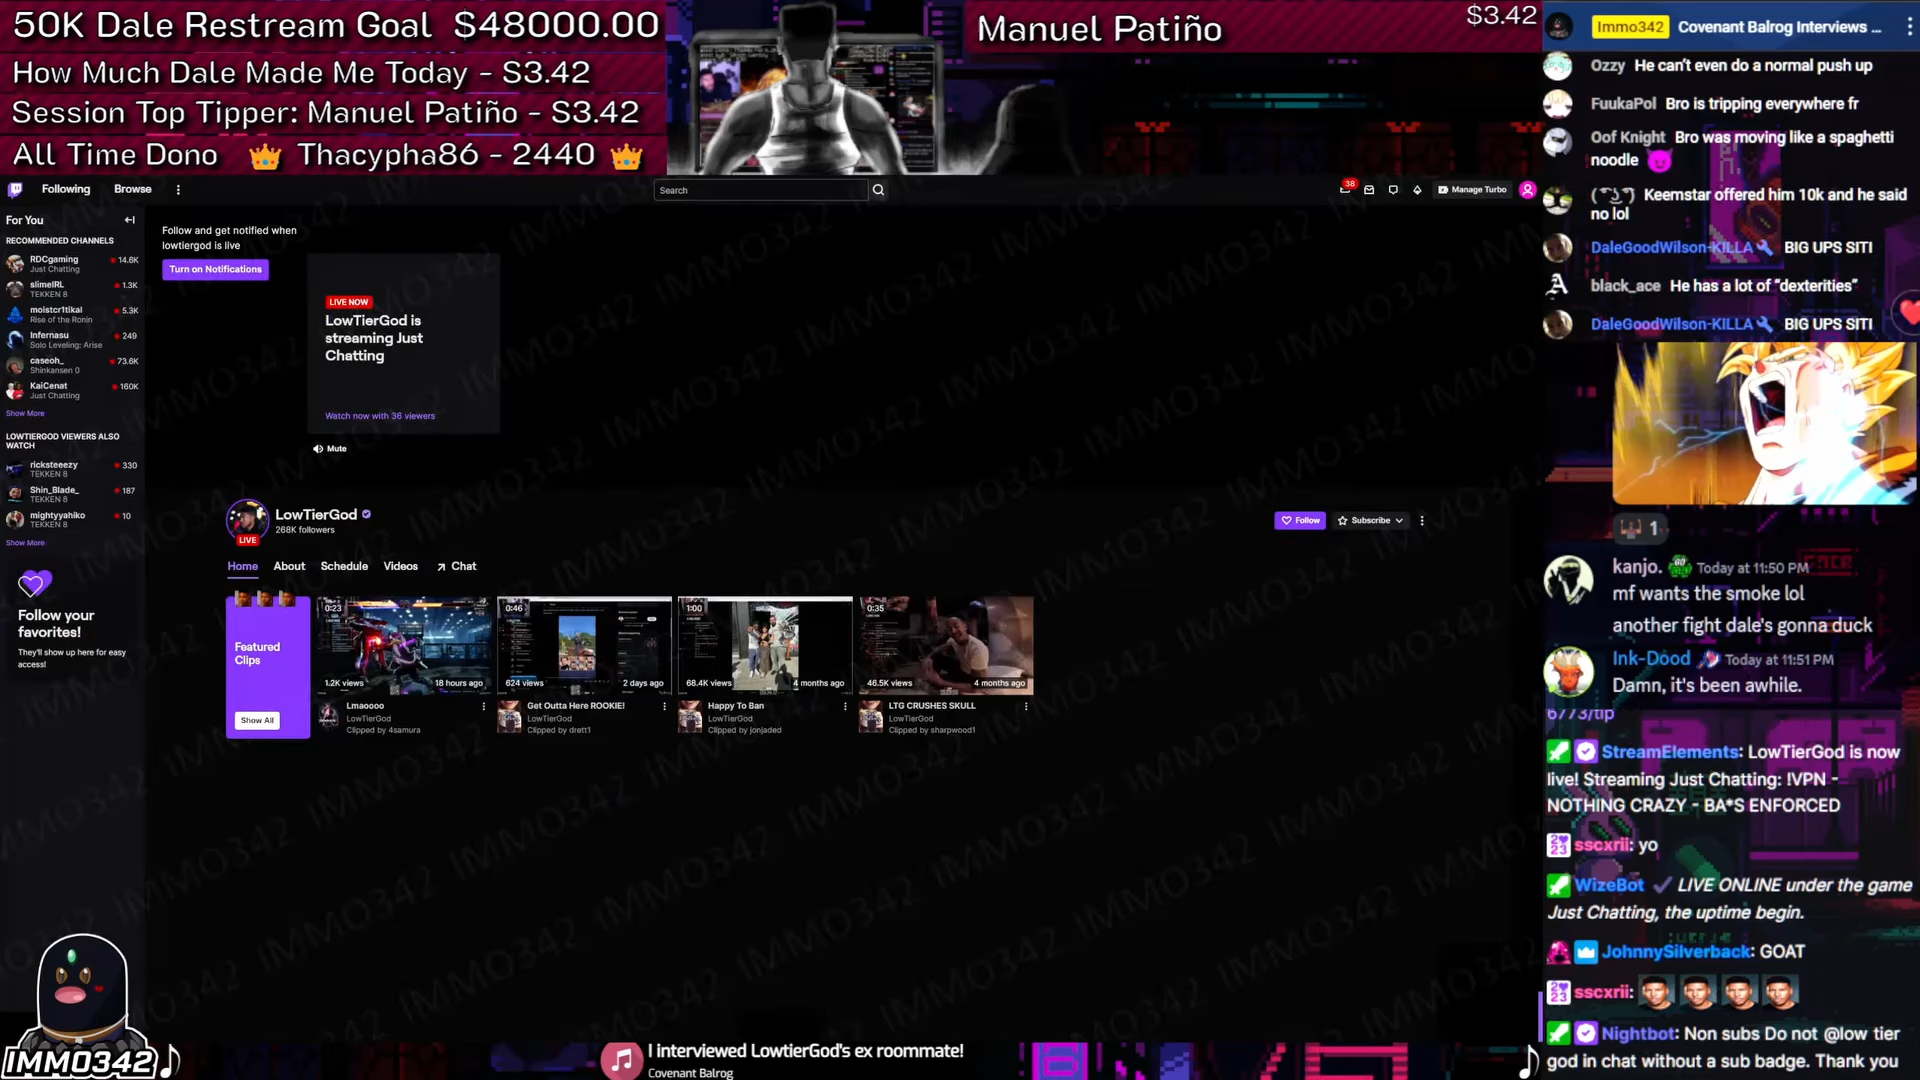 50K Dale Restream Goal $48000.00
How Much Dale Made Me Today - S3.42
Session Top Tipper: Manuel Patiño - S3.42
All Time Dono 👑 Thacypha86 - 2440 👑
Manuel Patiño
$3.42
Following Browse
Search
38
Manage Turbo
For You
RECOMMENDED CHANNELS
RDCgaming 14.6K
Just Chatting
slimeIRL 1.3K
TEKKEN 8
moistcr1tikal 5.3K
Rise of the Ronin
Infernasu 249
Solo Leveling: Arise
caseoh_ 73.6K
Shinkansen 0
KaiCenat 160K
Just Chatting
Show More
LOWTIERGOD VIEWERS ALSO
WATCH
ricksteeezy 330
TEKKEN 8
Shin_Blade_ 187
TEKKEN 8
mightyyahiko 10
TEKKEN 8
Show More
Follow your
favorites!
They'll show up here for easy
access!
IMMO342
Follow and get notified when
lowtiergod is live
Turn on Notifications
LIVE NOW
LowTierGod is
streaming Just
Chatting
Watch now with 36 viewers
Mute
LowTierGod
268K followers
LIVE
Follow
Subscribe
Home About Schedule Videos Chat
Featured
Clips
Show All
0:23
1.2K views 18 hours ago
Lmaoooo
LowTierGod
Clipped by 4samura
0:46
624 views 2 days ago
Get Outta Here ROOKIE!
LowTierGod
Clipped by drett1
1:00
68.4K views 4 months ago
Happy To Ban
LowTierGod
Clipped by jonjaded
0:35
46.5K views 4 months ago
LTG CRUSHES SKULL
LowTierGod
Clipped by sharpwood1
I interviewed LowtierGod's ex roommate!
Covenant Balrog
Immo342 Covenant Balrog Interviews ...
Ozzy He can't even do a normal push up
FuukaPol Bro is tripping everywhere fr
Oof Knight Bro was moving like a spaghetti
noodle 😈
( ͡° ͜ʖ ͡°) Keemstar offered him 10k and he said
no lol
DaleGoodWilson-KILLA BIG UPS SITI
black_ace He has a lot of "dexterities"
DaleGoodWilson-KILLA BIG UPS SITI
1
kanjo. Today at 11:50 PM
mf wants the smoke lol
another fight dale's gonna duck
Ink-Dood Today at 11:51 PM
Damn, it's been awhile.
6773/tip
StreamElements: LowTierGod is now
live! Streaming Just Chatting: !VPN -
NOTHING CRAZY - BA*S ENFORCED
sscxrii: yo
WizeBot ✓ LIVE ONLINE under the game
Just Chatting, the uptime begin.
JohnnySilverback: GOAT
sscxrii:
Nightbot: Non subs Do not @low tier
god in chat without a sub badge. Thank you